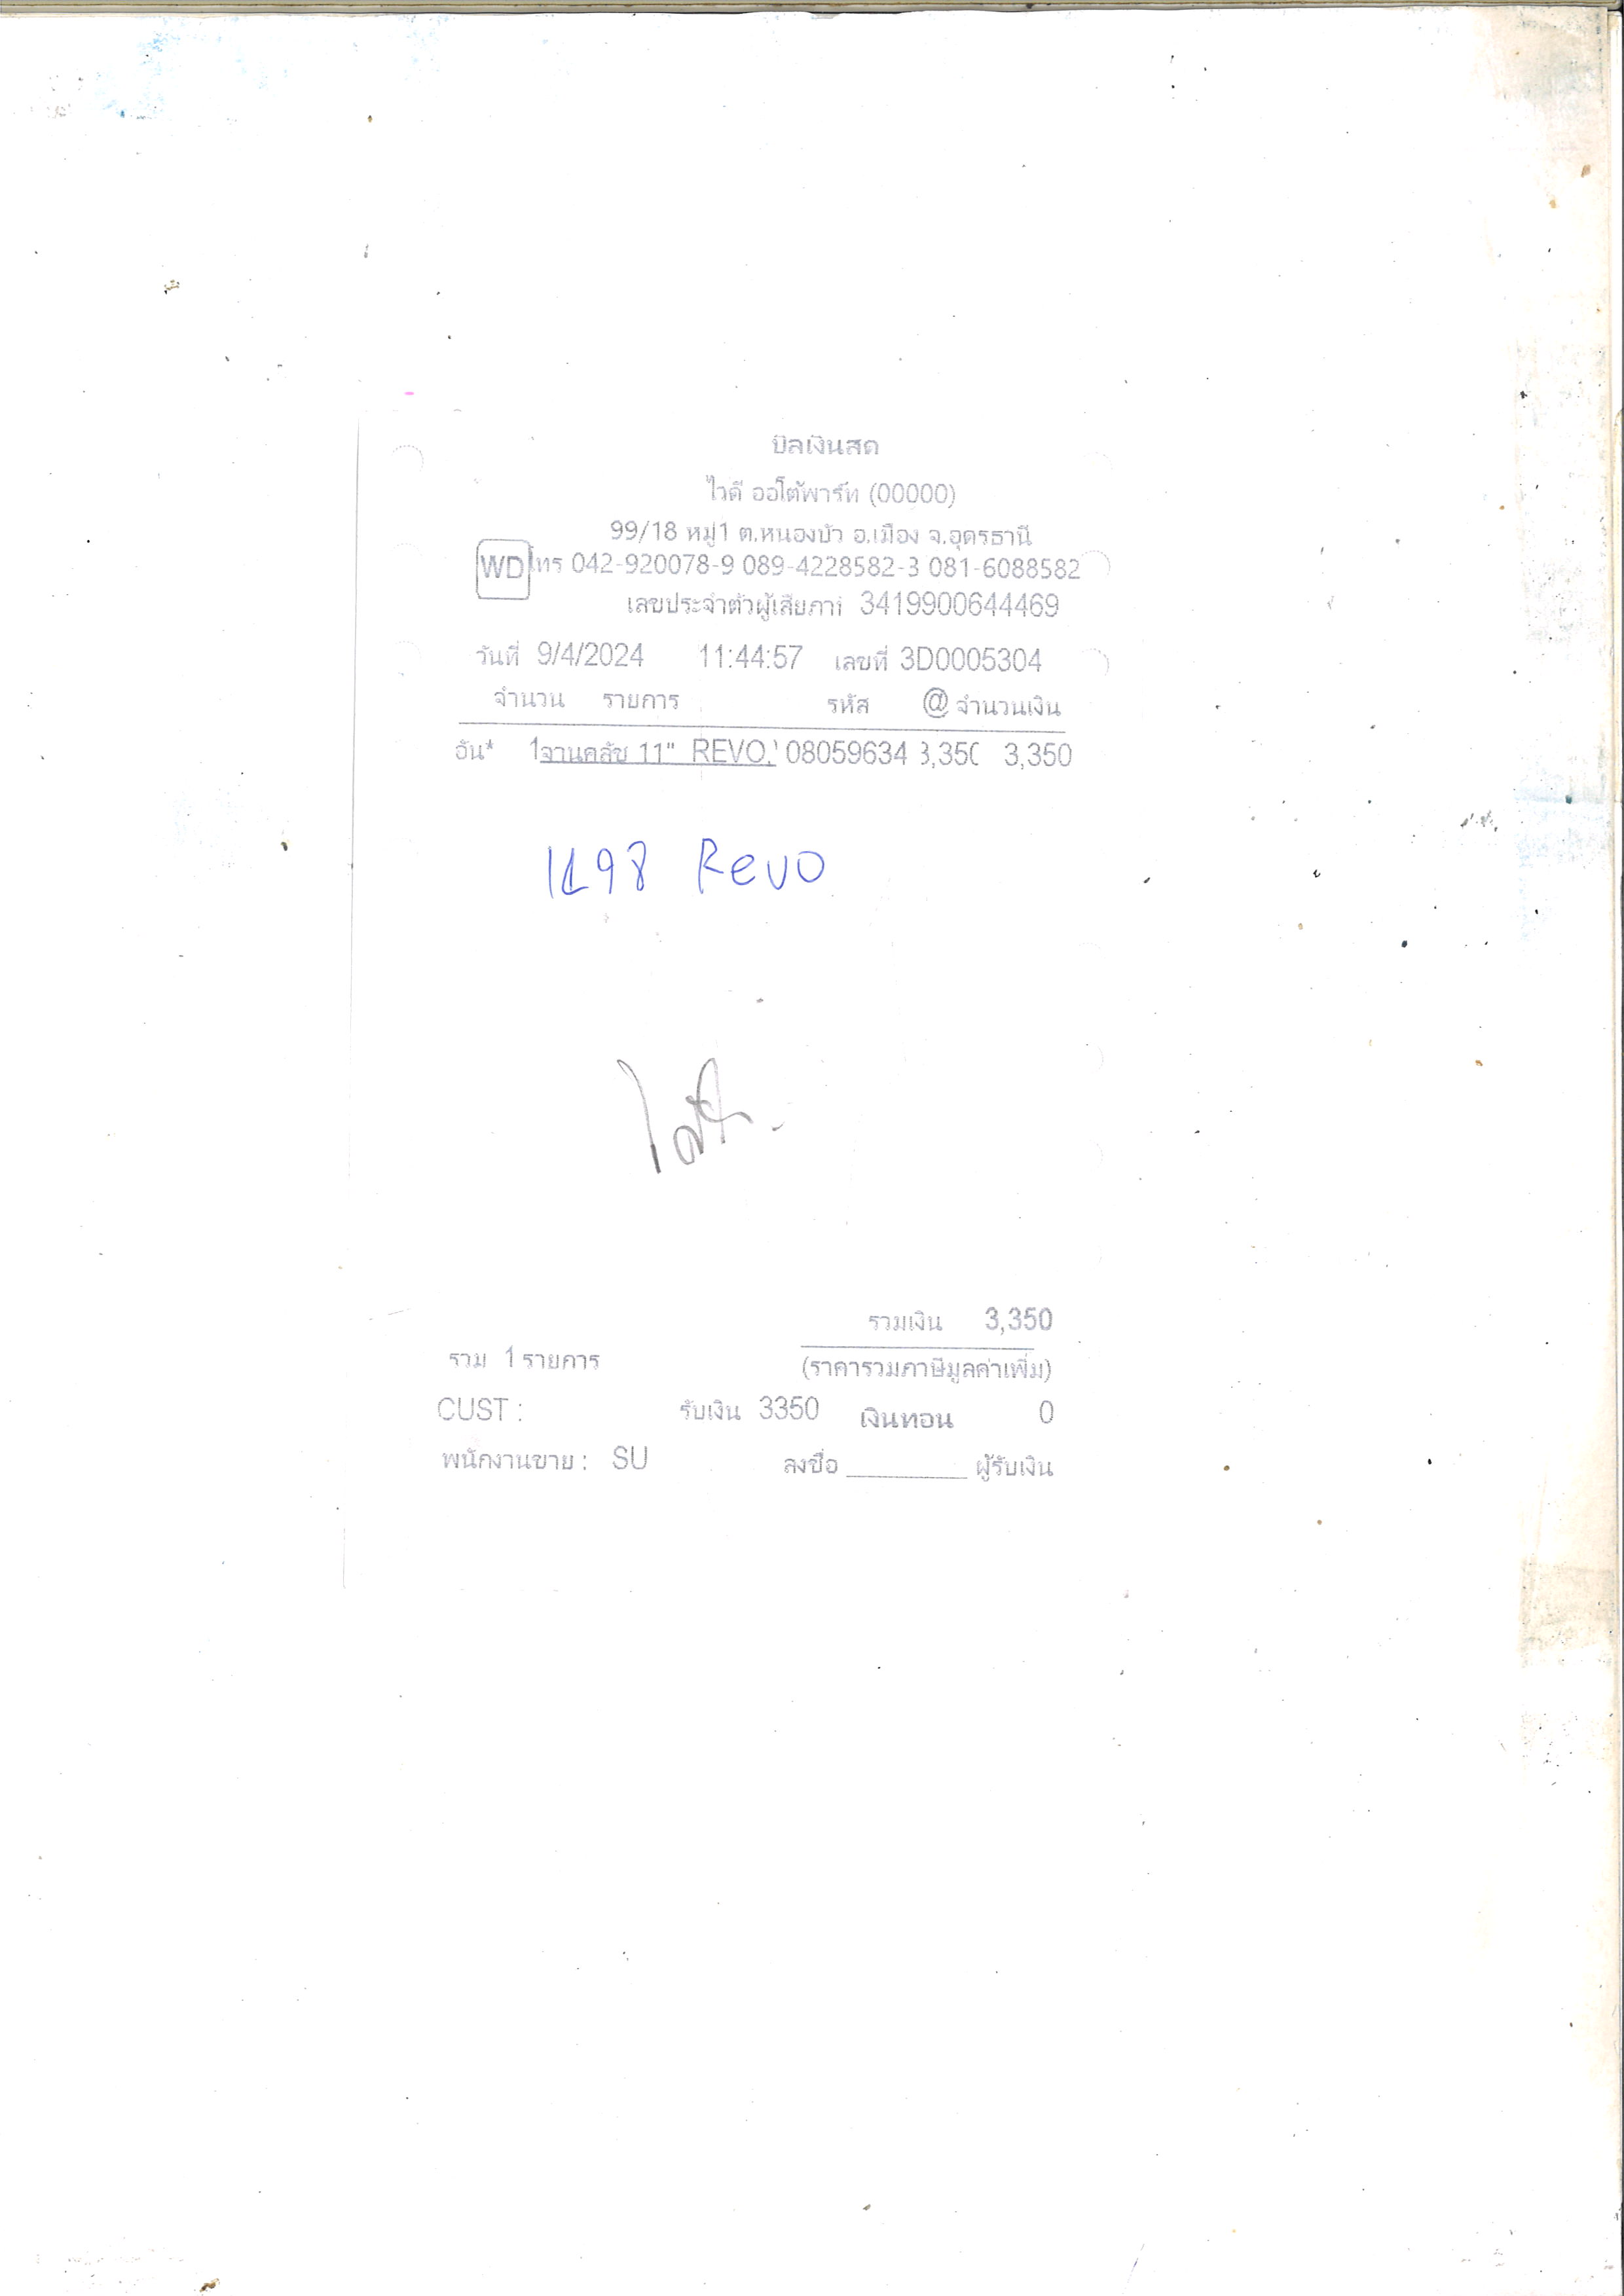 บิลเงินสด
ไวดี ออโต้พาร์ท (00000)
99/18 หมู่1 ต.หนองบัว อ.เมือง จ.อุดรธานี
WD โทร 042-920078-9 089-4228582-3 081-6088582
เลขประจำตัวผู้เสียภาษี 3419900644469
วันที่ 9/4/2024 11:44:57 เลขที่ 3D0005304
จำนวน รายการ รหัส @ จำนวนเงิน
อัน* 1 จานคลัช 11" REVO, 08059634 3,350 3,350
Revo
รวมเงิน 3,350
รวม 1 รายการ (ราคารวมภาษีมูลค่าเพิ่ม)
CUST : รับเงิน 3350 เงินทอน 0
พนักงานขาย : SU ลงชื่อ ________ ผู้รับเงิน